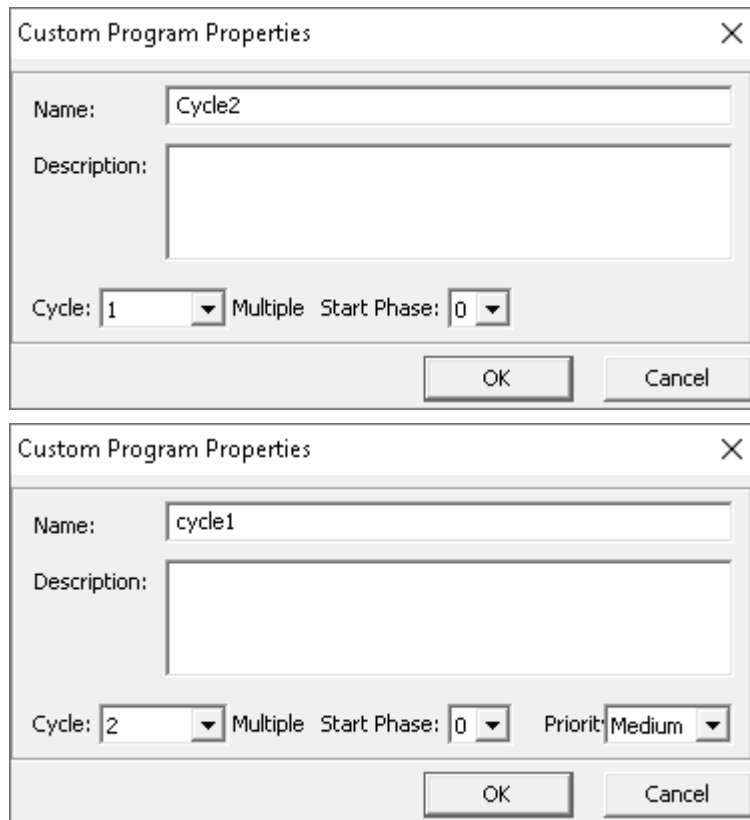 Custom Program Properties
Name: Cycle2
Description:
Cycle: 1 Multiple Start Phase: 0
OK Cancel
Custom Program Properties
Name: cycle1
Description:
Cycle: 2 Multiple Start Phase: 0 Priorit Medium
OK Cancel